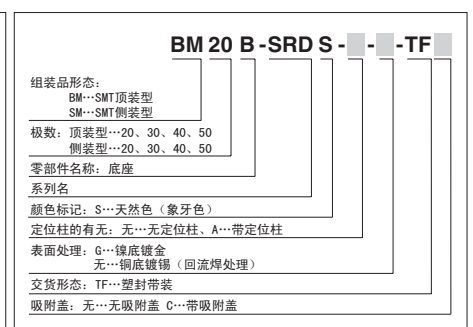 BM 20 B -SRD S - - -TF
组装品形态：
BM…SMT顶装型
SM…SMT侧装型
极数：顶装型…20、30、40、50
侧装型…20、30、40、50
零部件名称：底座
系列名
颜色标记：S…天然色（象牙色）
定位柱的有无：无…无定位柱、A…带定位柱
表面处理：G…镍底镀金
无…铜底镀锡（回流焊处理）
交货形态：TF…塑封带装
吸附盖：无…无吸附盖 C…带吸附盖